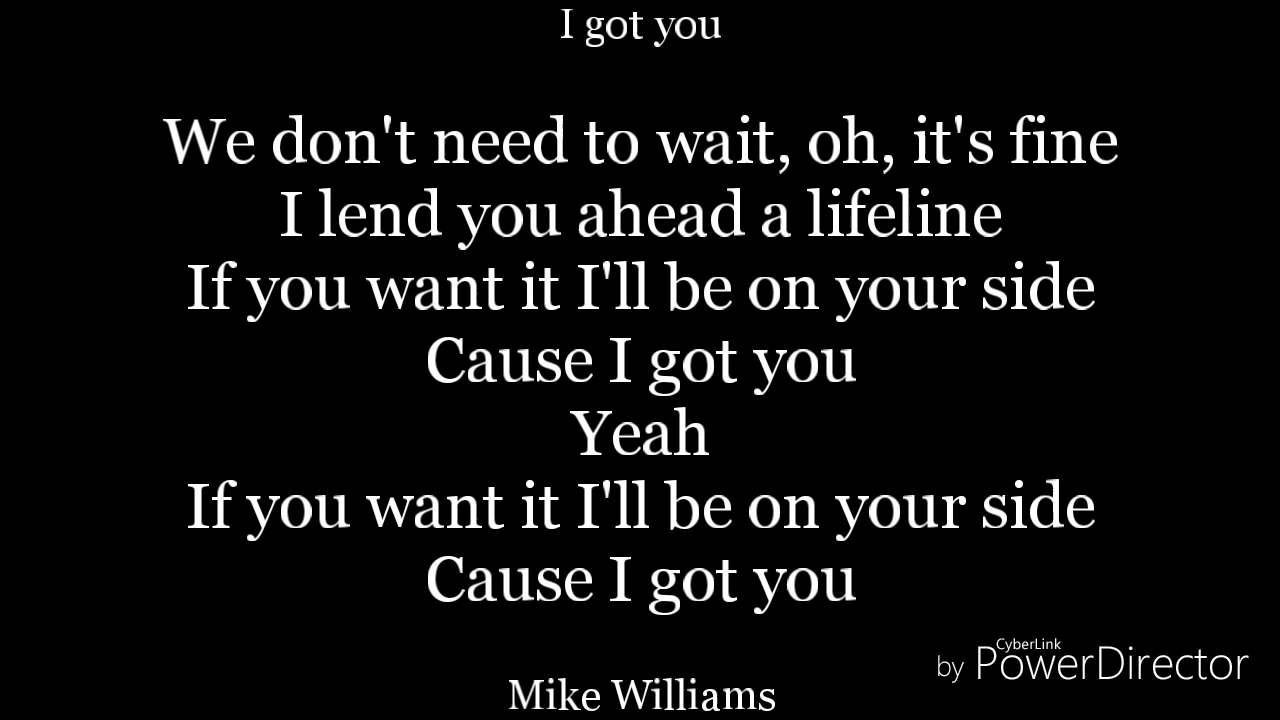 I got you
We don't need to wait, oh, it's fine
I lend you ahead a lifeline
If you want it I'll be on your side
Cause I got you
Yeah
If you want it I'll be on your side
Cause I got you
CyberLink
by PowerDirector
Mike Williams